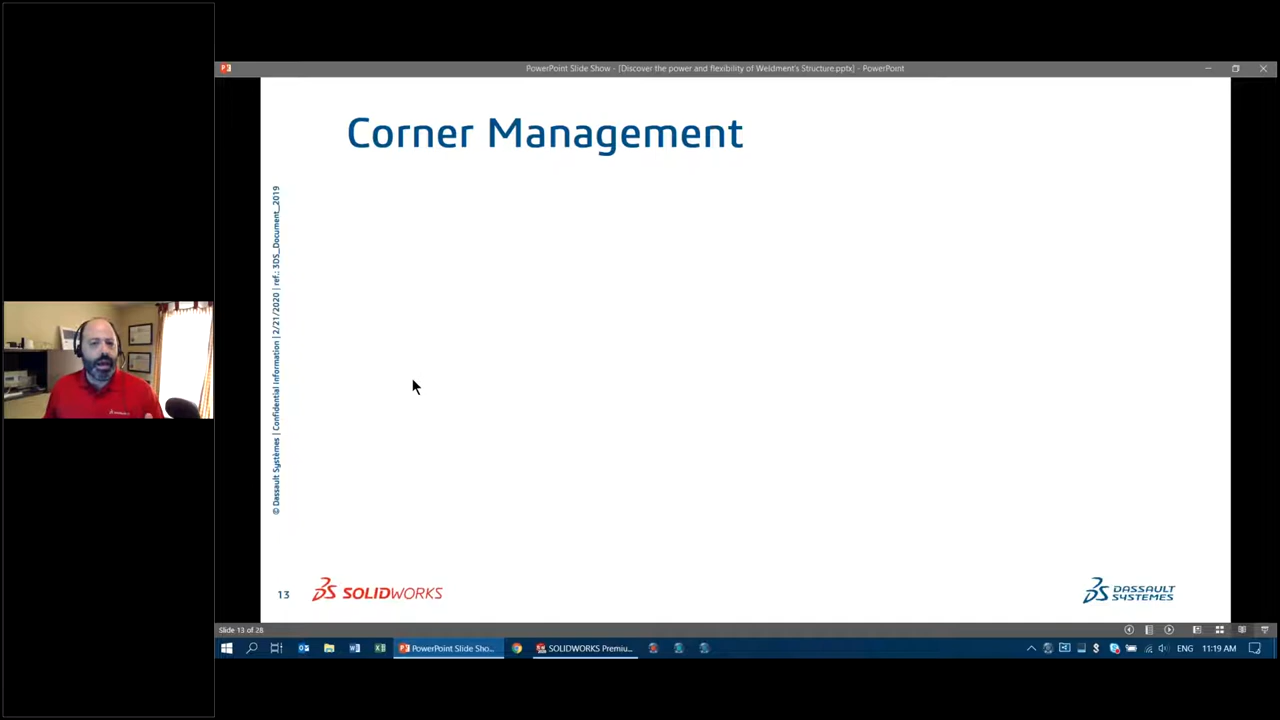 PowerPoint Slide Show - [Discover the power and flexibility of Weldment's Structure.pptx] - PowerPoint
Corner Management
© Dassault Systèmes | Confidential Information | 2/21/2020 | ref.: 3DS_Document_2019
13
SOLIDWORKS
DASSAULT
SYSTEMES
Slide 13 of 28
PowerPoint Slide Sho...
SOLIDWORKS Premiu...
ENG
11:19 AM